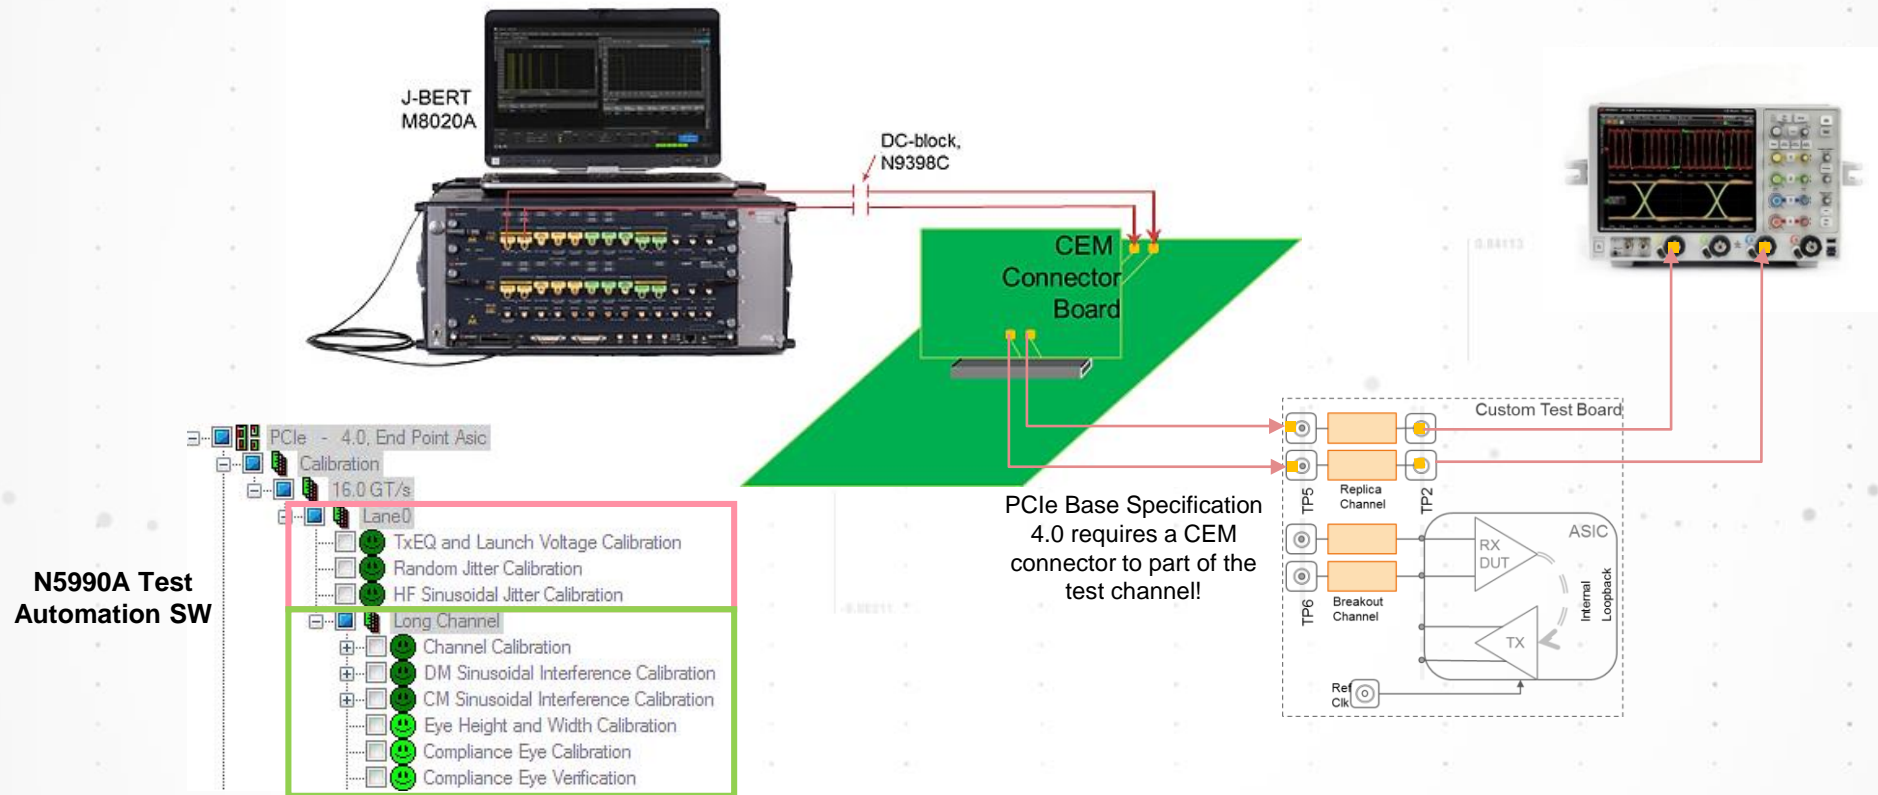 J-BERT
M8020A
DC-block,
N9398C
CEM
Connector
Board
Custom Test Board
TP5
Replica
Channel
TP2
TP6
Breakout
Channel
ASIC
RX
DUT
TX
Internal
Loopback
Ref
Clk
PCIe Base Specification
4.0 requires a CEM
connector to part of the
test channel!
N5990A Test
Automation SW
PCIe - 4.0, End Point Asic
Calibration
16.0 GT/s
Lane0
TxEQ and Launch Voltage Calibration
Random Jitter Calibration
HF Sinusoidal Jitter Calibration
Long Channel
Channel Calibration
DM Sinusoidal Interference Calibration
CM Sinusoidal Interference Calibration
Eye Height and Width Calibration
Compliance Eye Calibration
Compliance Eye Verification